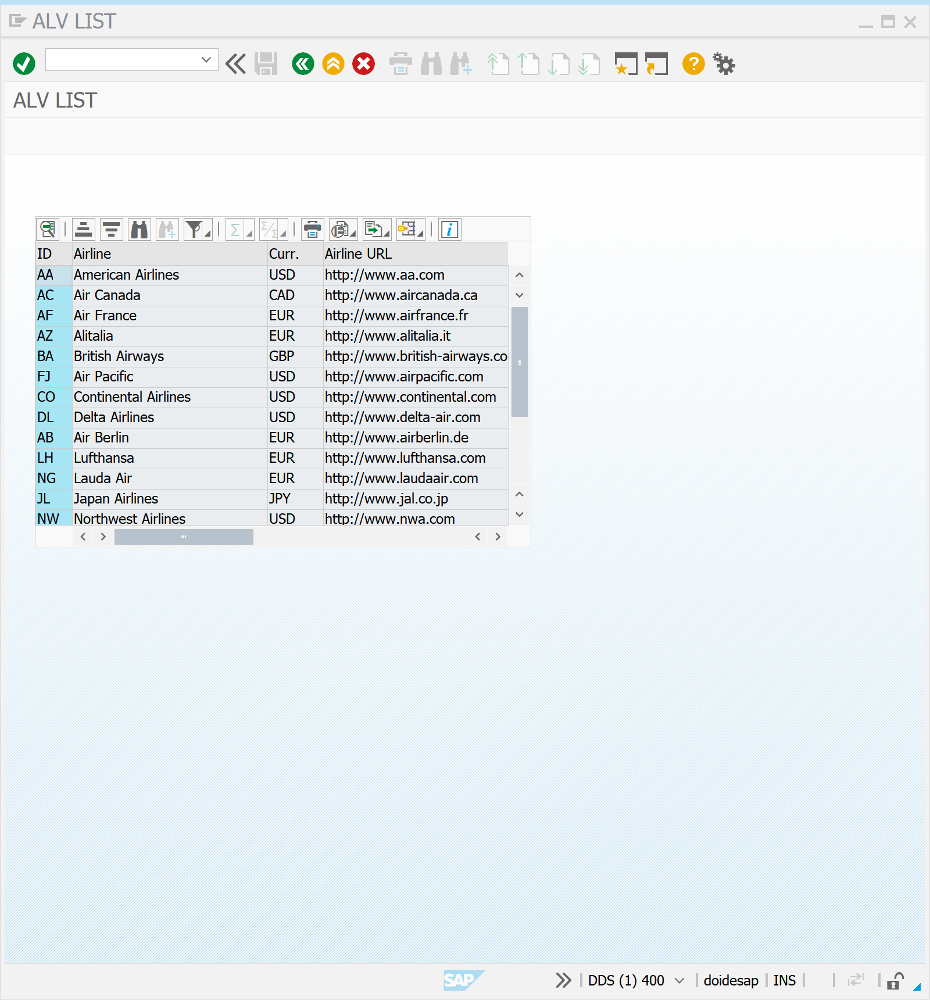 ALV LIST
ALV LIST
ID Airline Curr. Airline URL
AA American Airlines USD http://www.aa.com
AC Air Canada CAD http://www.aircanada.ca
AF Air France EUR http://www.airfrance.fr
AZ Alitalia EUR http://www.alitalia.it
BA British Airways GBP http://www.british-airways.co
FJ Air Pacific USD http://www.airpacific.com
CO Continental Airlines USD http://www.continental.com
DL Delta Airlines USD http://www.delta-air.com
AB Air Berlin EUR http://www.airberlin.de
LH Lufthansa EUR http://www.lufthansa.com
NG Lauda Air EUR http://www.laudaair.com
JL Japan Airlines JPY http://www.jal.co.jp
NW Northwest Airlines USD http://www.nwa.com
SAP DDS (1) 400 doidesap INS